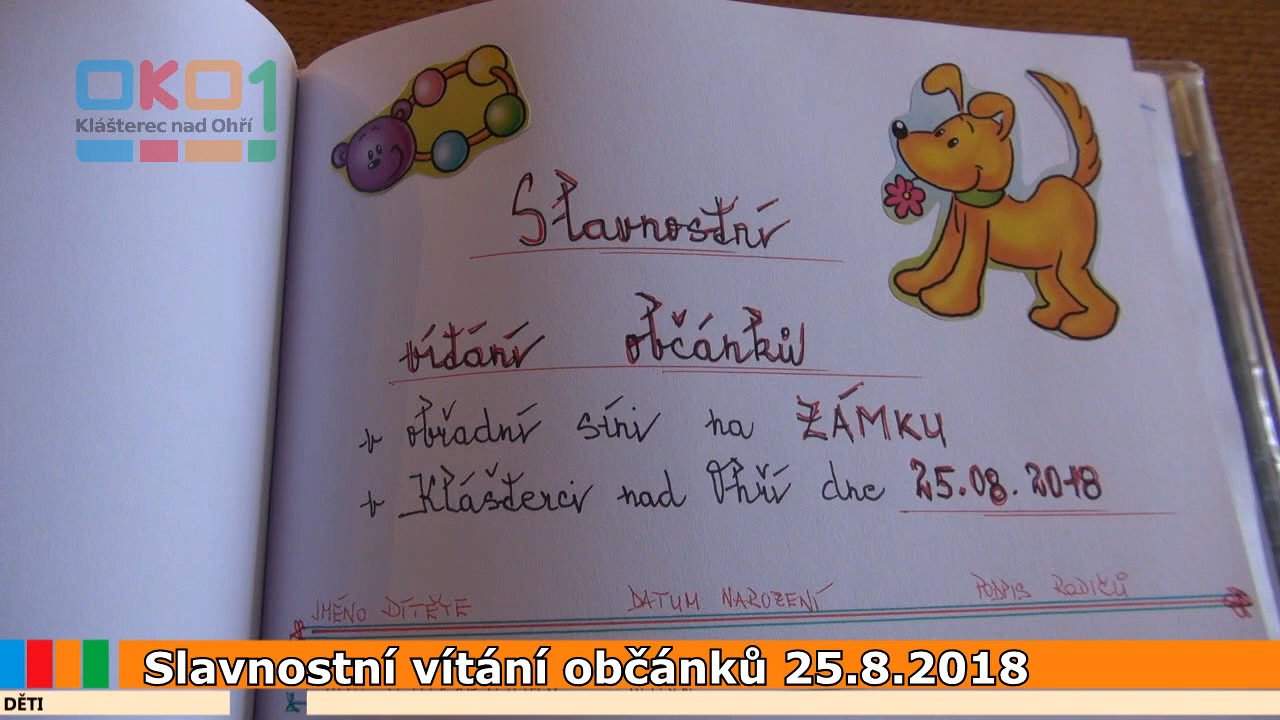 OKO1
Klášterec nad Ohří
Slavnostní
vítání občánků
v obřadní síni na ZÁMKU
v Klášterci nad Ohří dne 25.08.2018
JMÉNO DÍTĚTE DATUM NAROZENÍ PODPIS RODIČŮ
Slavnostní vítání občánků 25.8.2018
DĚTI